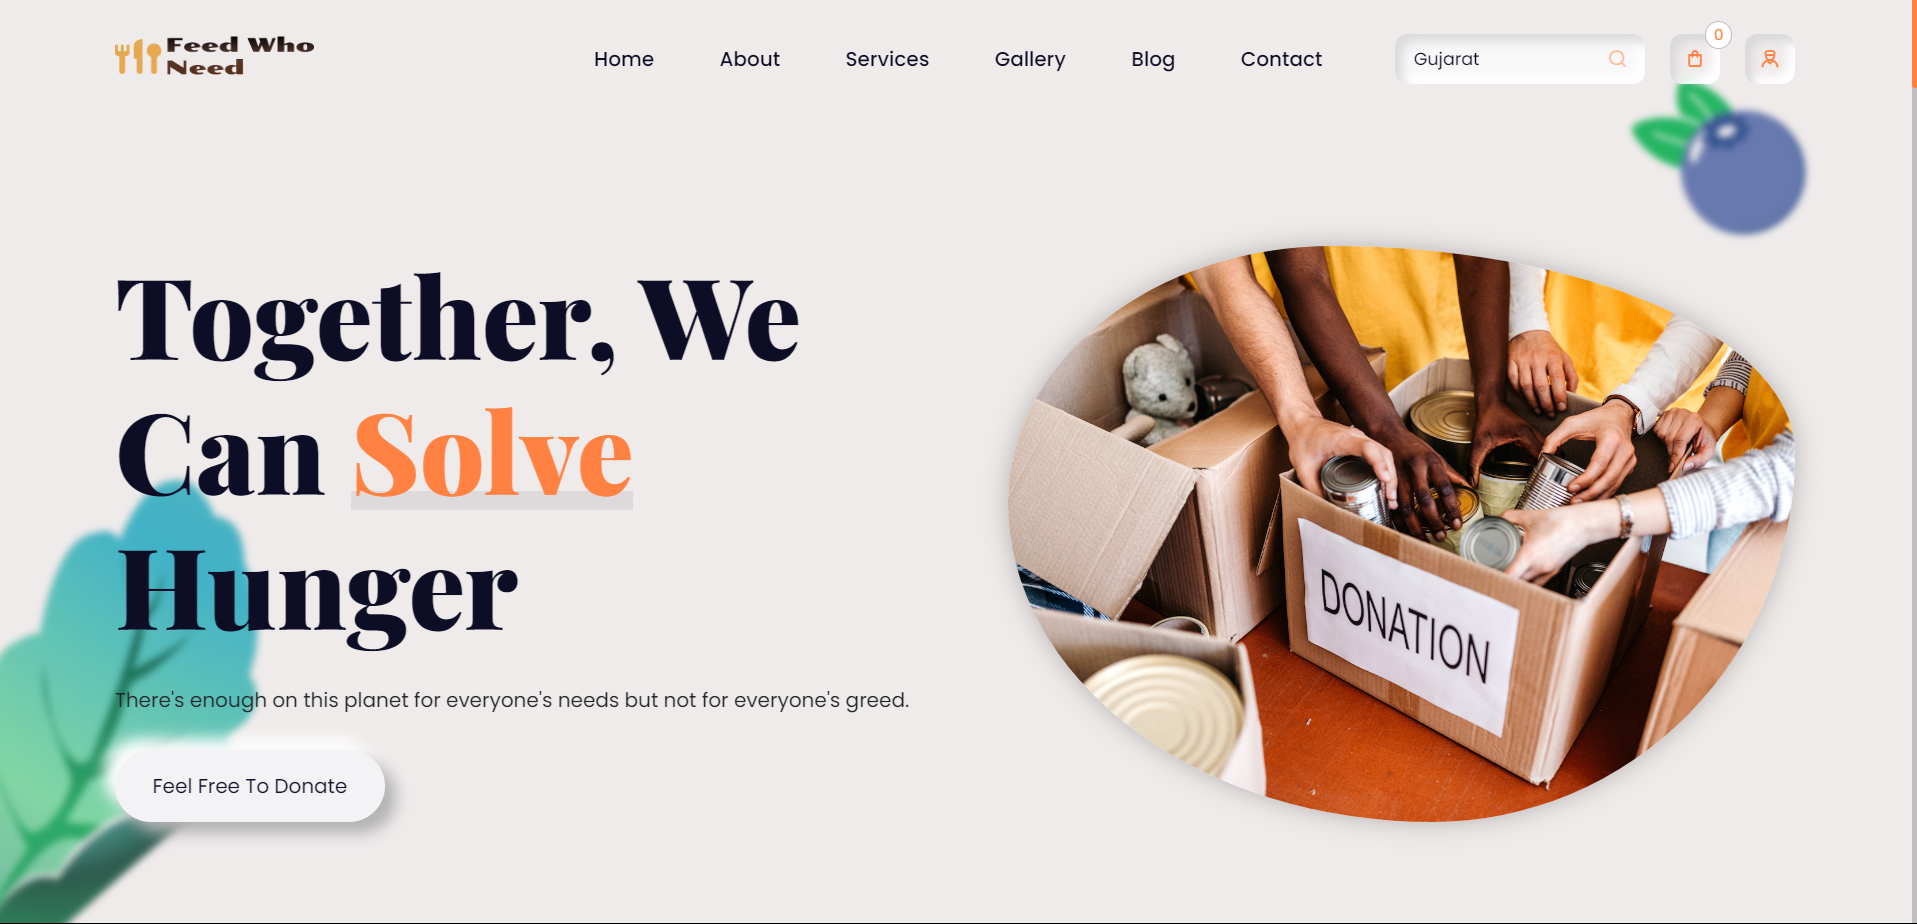 Feed Who
Need
Home
About
Services
Gallery
Blog
Contact
Gujarat
0
Together, We
Can Solve
Hunger
There's enough on this planet for everyone's needs but not for everyone's greed.
Feel Free To Donate
DONATION